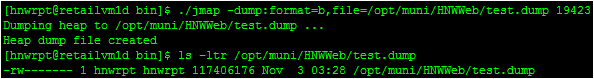 [hnwrpt@retailvm1d bin]$ ./jmap -dump:format=b,file=/opt/muni/HNWWeb/test.dump 19423
Dumping heap to /opt/muni/HNWWeb/test.dump ...
Heap dump file created
[hnwrpt@retailvm1d bin]$ ls -ltr /opt/muni/HNWWeb/test.dump
-rw------- 1 hnwrpt hnwrpt 117406176 Nov  3 03:28 /opt/muni/HNWWeb/test.dump